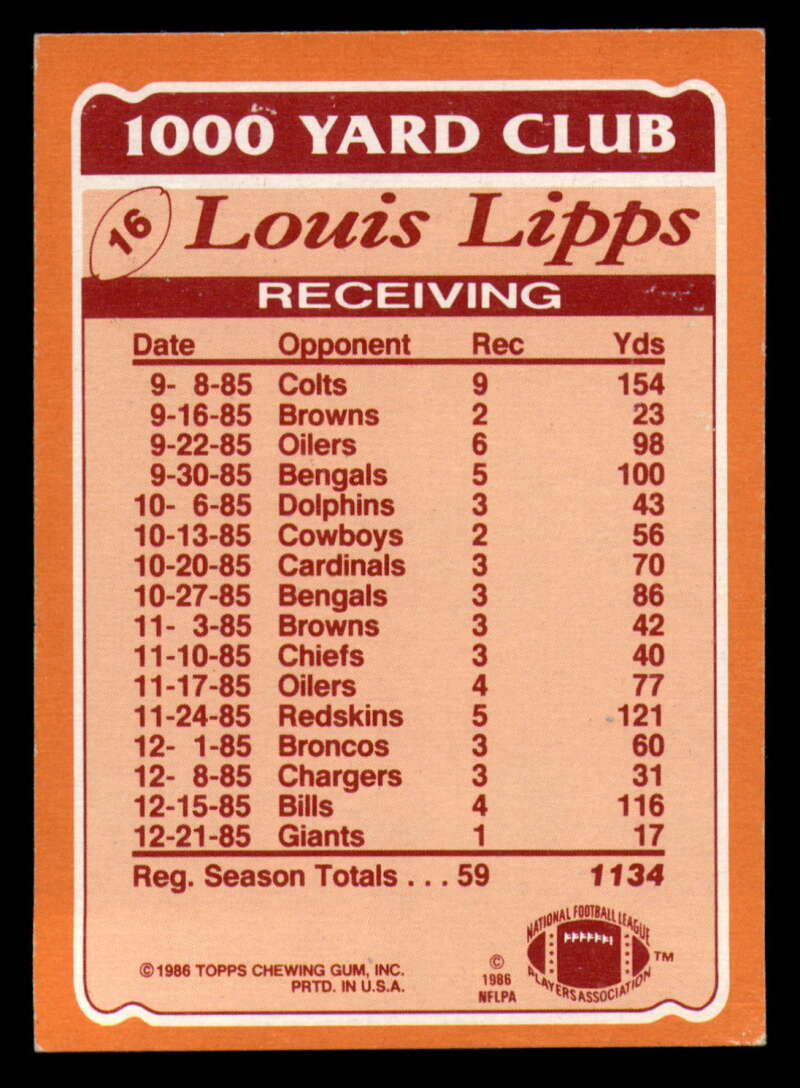 1000 YARD CLUB
16 Louis Lipps
RECEIVING
Date Opponent Rec Yds
9- 8-85 Colts 9 154
9-16-85 Browns 2 23
9-22-85 Oilers 6 98
9-30-85 Bengals 5 100
10- 6-85 Dolphins 3 43
10-13-85 Cowboys 2 56
10-20-85 Cardinals 3 70
10-27-85 Bengals 3 86
11- 3-85 Browns 3 42
11-10-85 Chiefs 3 40
11-17-85 Oilers 4 77
11-24-85 Redskins 5 121
12- 1-85 Broncos 3 60
12- 8-85 Chargers 3 31
12-15-85 Bills 4 116
12-21-85 Giants 1 17
Reg. Season Totals . . . 59 1134
© 1986 TOPPS CHEWING GUM, INC.
PRTD. IN U.S.A.
©
1986
NFLPA
NATIONAL FOOTBALL LEAGUE
PLAYERS ASSOCIATION
TM